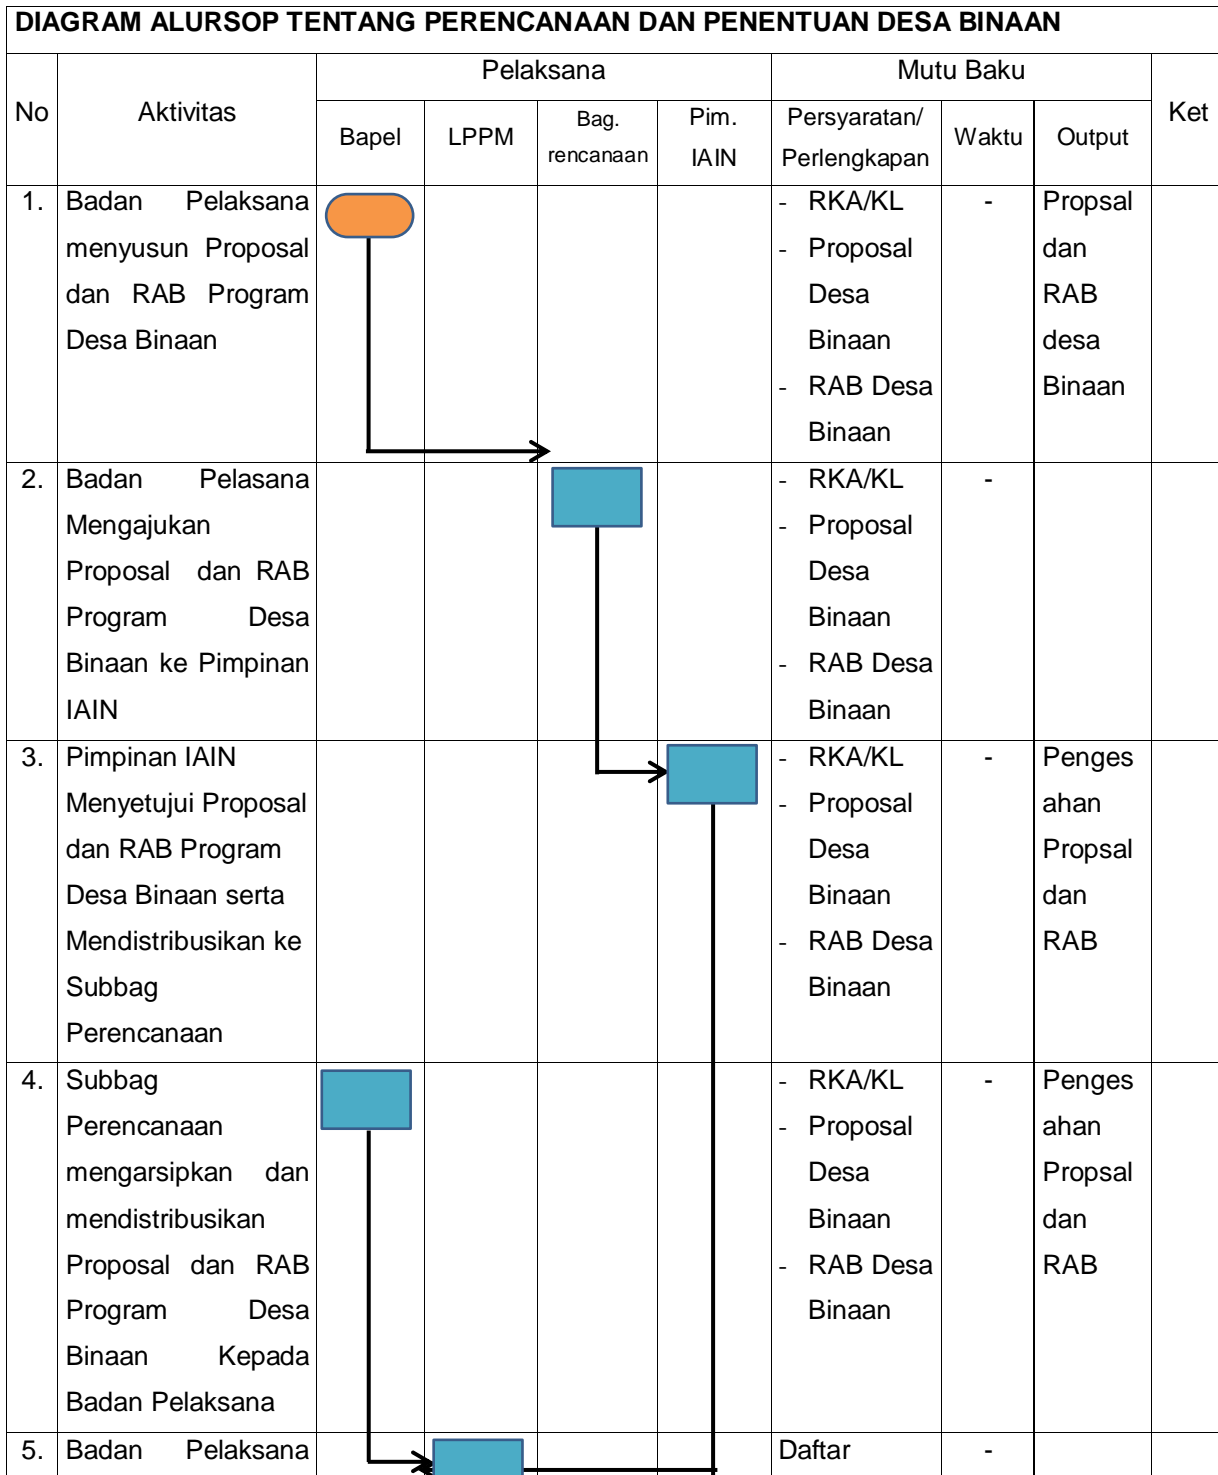 DIAGRAM ALURSOP TENTANG PERENCANAAN DAN PENENTUAN DESA BINAAN
No
Aktivitas
Pelaksana
Mutu Baku
Ket
Bapel
LPPM
Bag.
rencanaan
Pim.
IAIN
Persyaratan/
Perlengkapan
Waktu
Output
1.
Badan Pelaksana
menyusun Proposal
dan RAB Program
Desa Binaan
- RKA/KL
- Proposal
Desa
Binaan
- RAB Desa
Binaan
-
Propsal
dan
RAB
desa
Binaan
2.
Badan Pelasana
Mengajukan
Proposal dan RAB
Program Desa
Binaan ke Pimpinan
IAIN
- RKA/KL
- Proposal
Desa
Binaan
- RAB Desa
Binaan
-
3.
Pimpinan IAIN
Menyetujui Proposal
dan RAB Program
Desa Binaan serta
Mendistribusikan ke
Subbag
Perencanaan
- RKA/KL
- Proposal
Desa
Binaan
- RAB Desa
Binaan
-
Penges
ahan
Propsal
dan
RAB
4.
Subbag
Perencanaan
mengarsipkan dan
mendistribusikan
Proposal dan RAB
Program Desa
Binaan Kepada
Badan Pelaksana
- RKA/KL
- Proposal
Desa
Binaan
- RAB Desa
Binaan
-
Penges
ahan
Propsal
dan
RAB
5.
Badan Pelaksana
Daftar
-